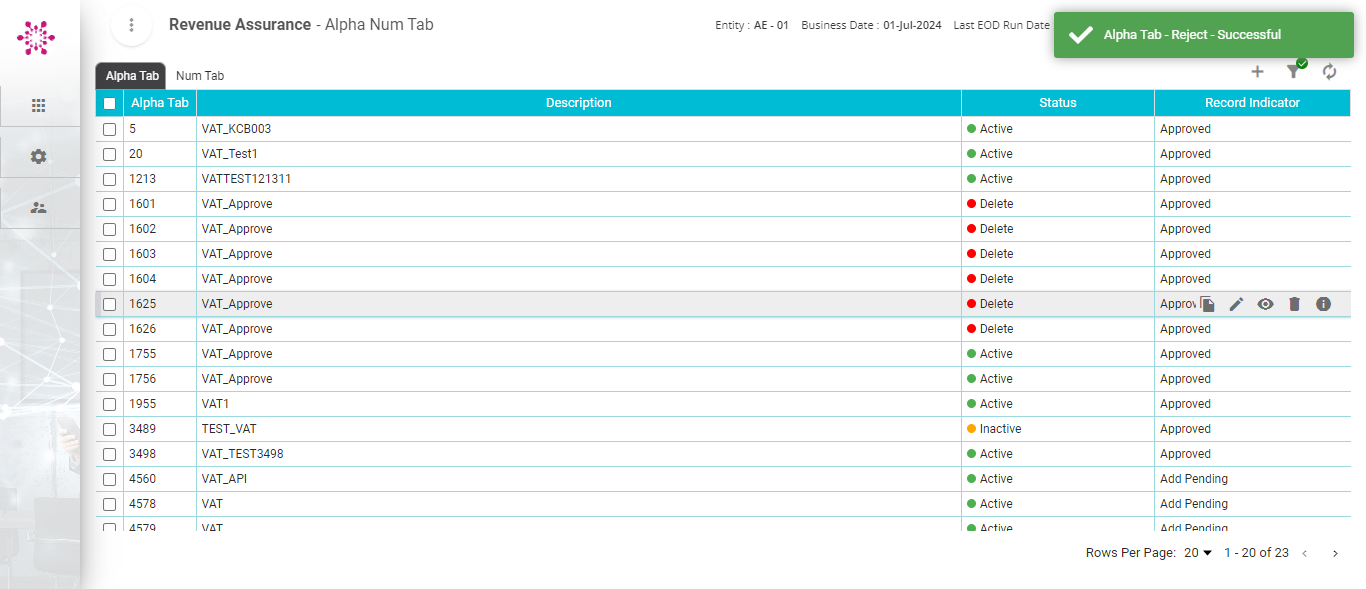 Revenue Assurance - Alpha Num Tab
Entity : AE - 01 Business Date : 01-Jul-2024 Last EOD Run Date
Alpha Tab - Reject - Successful
Alpha Tab Num Tab
Alpha Tab Description Status Record Indicator
5 VAT_KCB003 Active Approved
20 VAT_Test1 Active Approved
1213 VATTEST121311 Active Approved
1601 VAT_Approve Delete Approved
1602 VAT_Approve Delete Approved
1603 VAT_Approve Delete Approved
1604 VAT_Approve Delete Approved
1625 VAT_Approve Delete Approv
1626 VAT_Approve Delete Approved
1755 VAT_Approve Active Approved
1756 VAT_Approve Active Approved
1955 VAT1 Active Approved
3489 TEST_VAT Inactive Approved
3498 VAT_TEST3498 Active Approved
4560 VAT_API Active Add Pending
4578 VAT Active Add Pending
4579 VAT Active Add Pending
Rows Per Page: 20 1 - 20 of 23